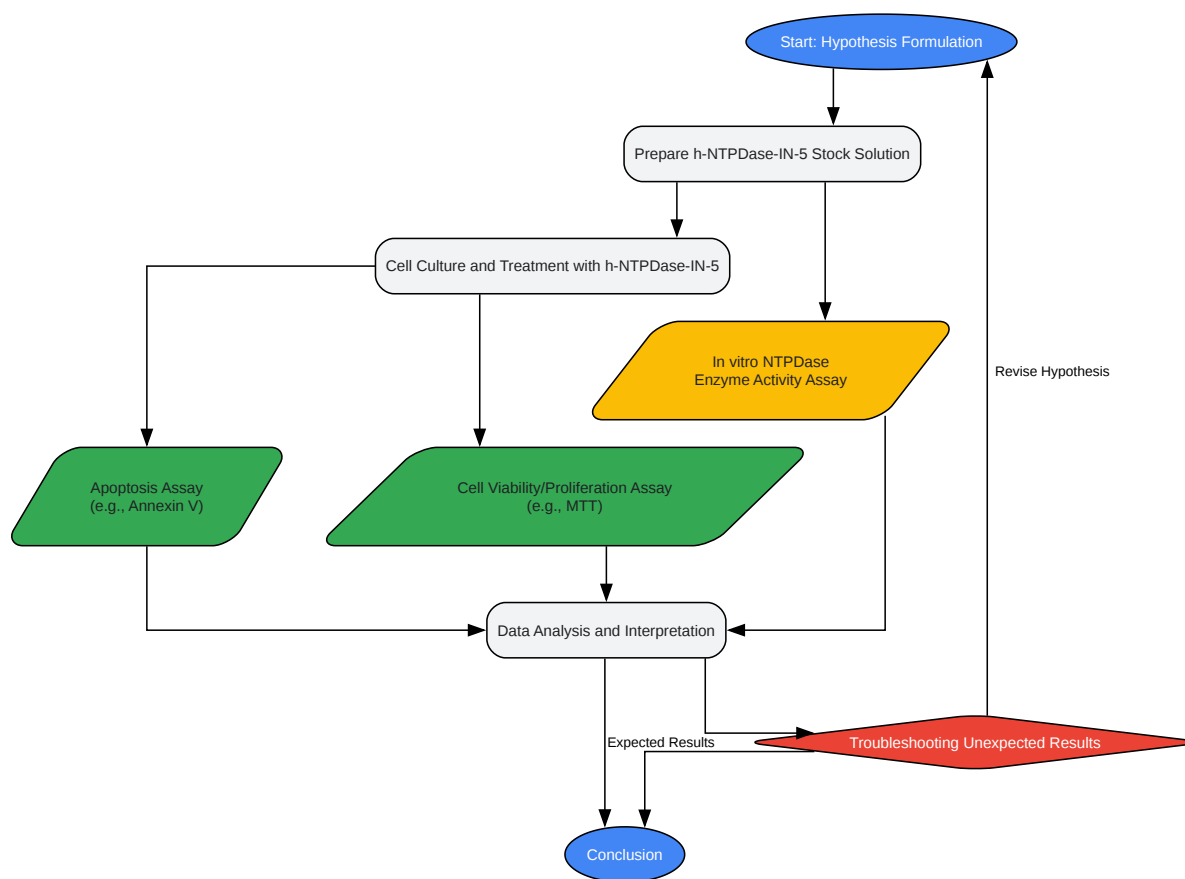 Start: Hypothesis Formulation
Prepare h-NTPDase-IN-5 Stock Solution
Cell Culture and Treatment with h-NTPDase-IN-5
In vitro NTPDase
Enzyme Activity Assay
Revise Hypothesis
Apoptosis Assay
(e.g., Annexin V)
Cell Viability/Proliferation Assay
(e.g., MTT)
Data Analysis and Interpretation
Expected Results
Troubleshooting Unexpected Results
Conclusion